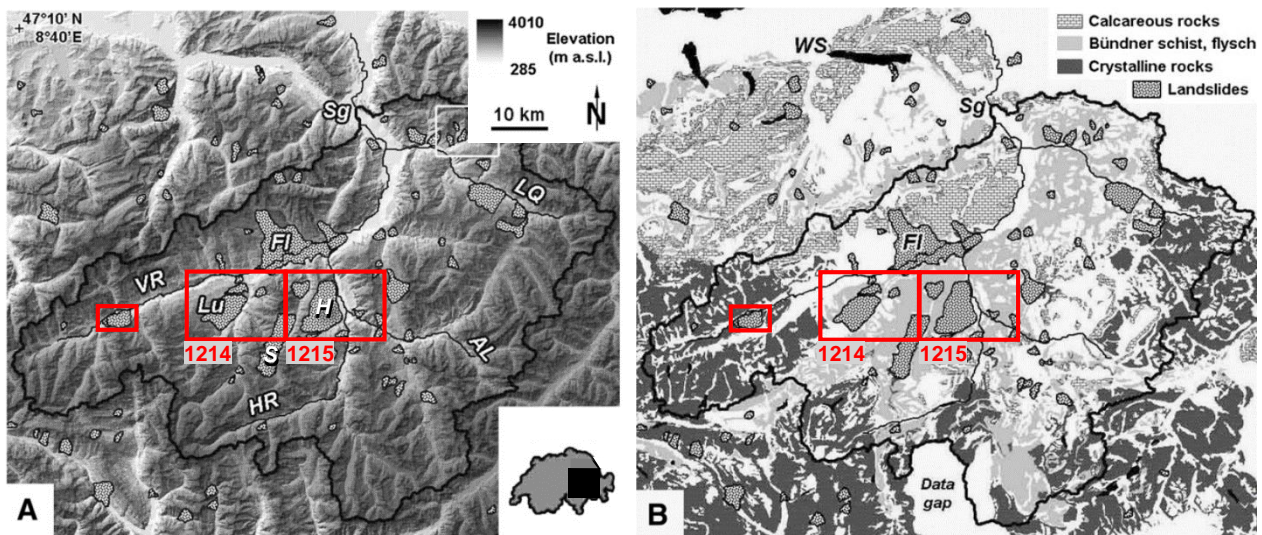 47°10' N
8°40'E
4010
285
Elevation
(m a.s.l.)
10 km
N
Sg
LQ
Fl
VR
Lu
H
1214
1215
S
AL
HR
A
Calcareous rocks
Bündner schist, flysch
Crystalline rocks
Landslides
WS
Sg
Fl
1214
1215
Data
gap
B